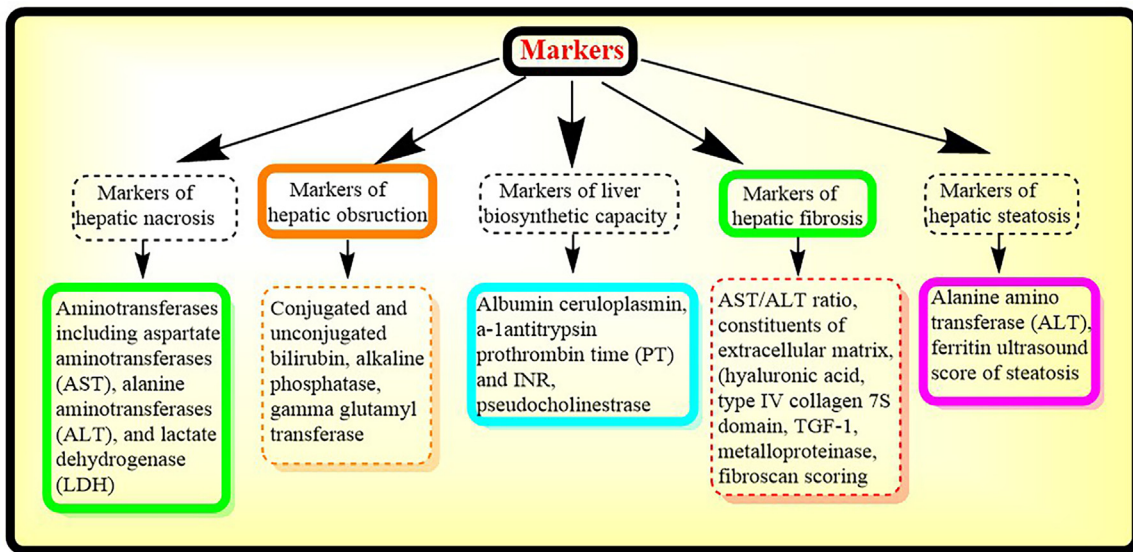 Markers
Markers of
hepatic nacrosis
Markers of
hepatic obsruction
Markers of liver
biosynthetic capacity
Markers of
hepatic fibrosis
Markers of
hepatic steatosis
Aminotransferases
including aspartate
aminotransferases
(AST), alanine
aminotransferases
(ALT), and lactate
dehydrogenase
(LDH)
Conjugated and
unconjugated
bilirubin, alkaline
phosphatase,
gamma glutamyl
transferase
Albumin ceruloplasmin,
a-1antitrypsin
prothrombin time (PT)
and INR,
pseudocholinestrase
AST/ALT ratio,
constituents of
extracellular matrix,
(hyaluronic acid,
type IV collagen 7S
domain, TGF-1,
metalloproteinase,
fibroscan scoring
Alanine amino
transferase (ALT),
ferritin ultrasound
score of steatosis